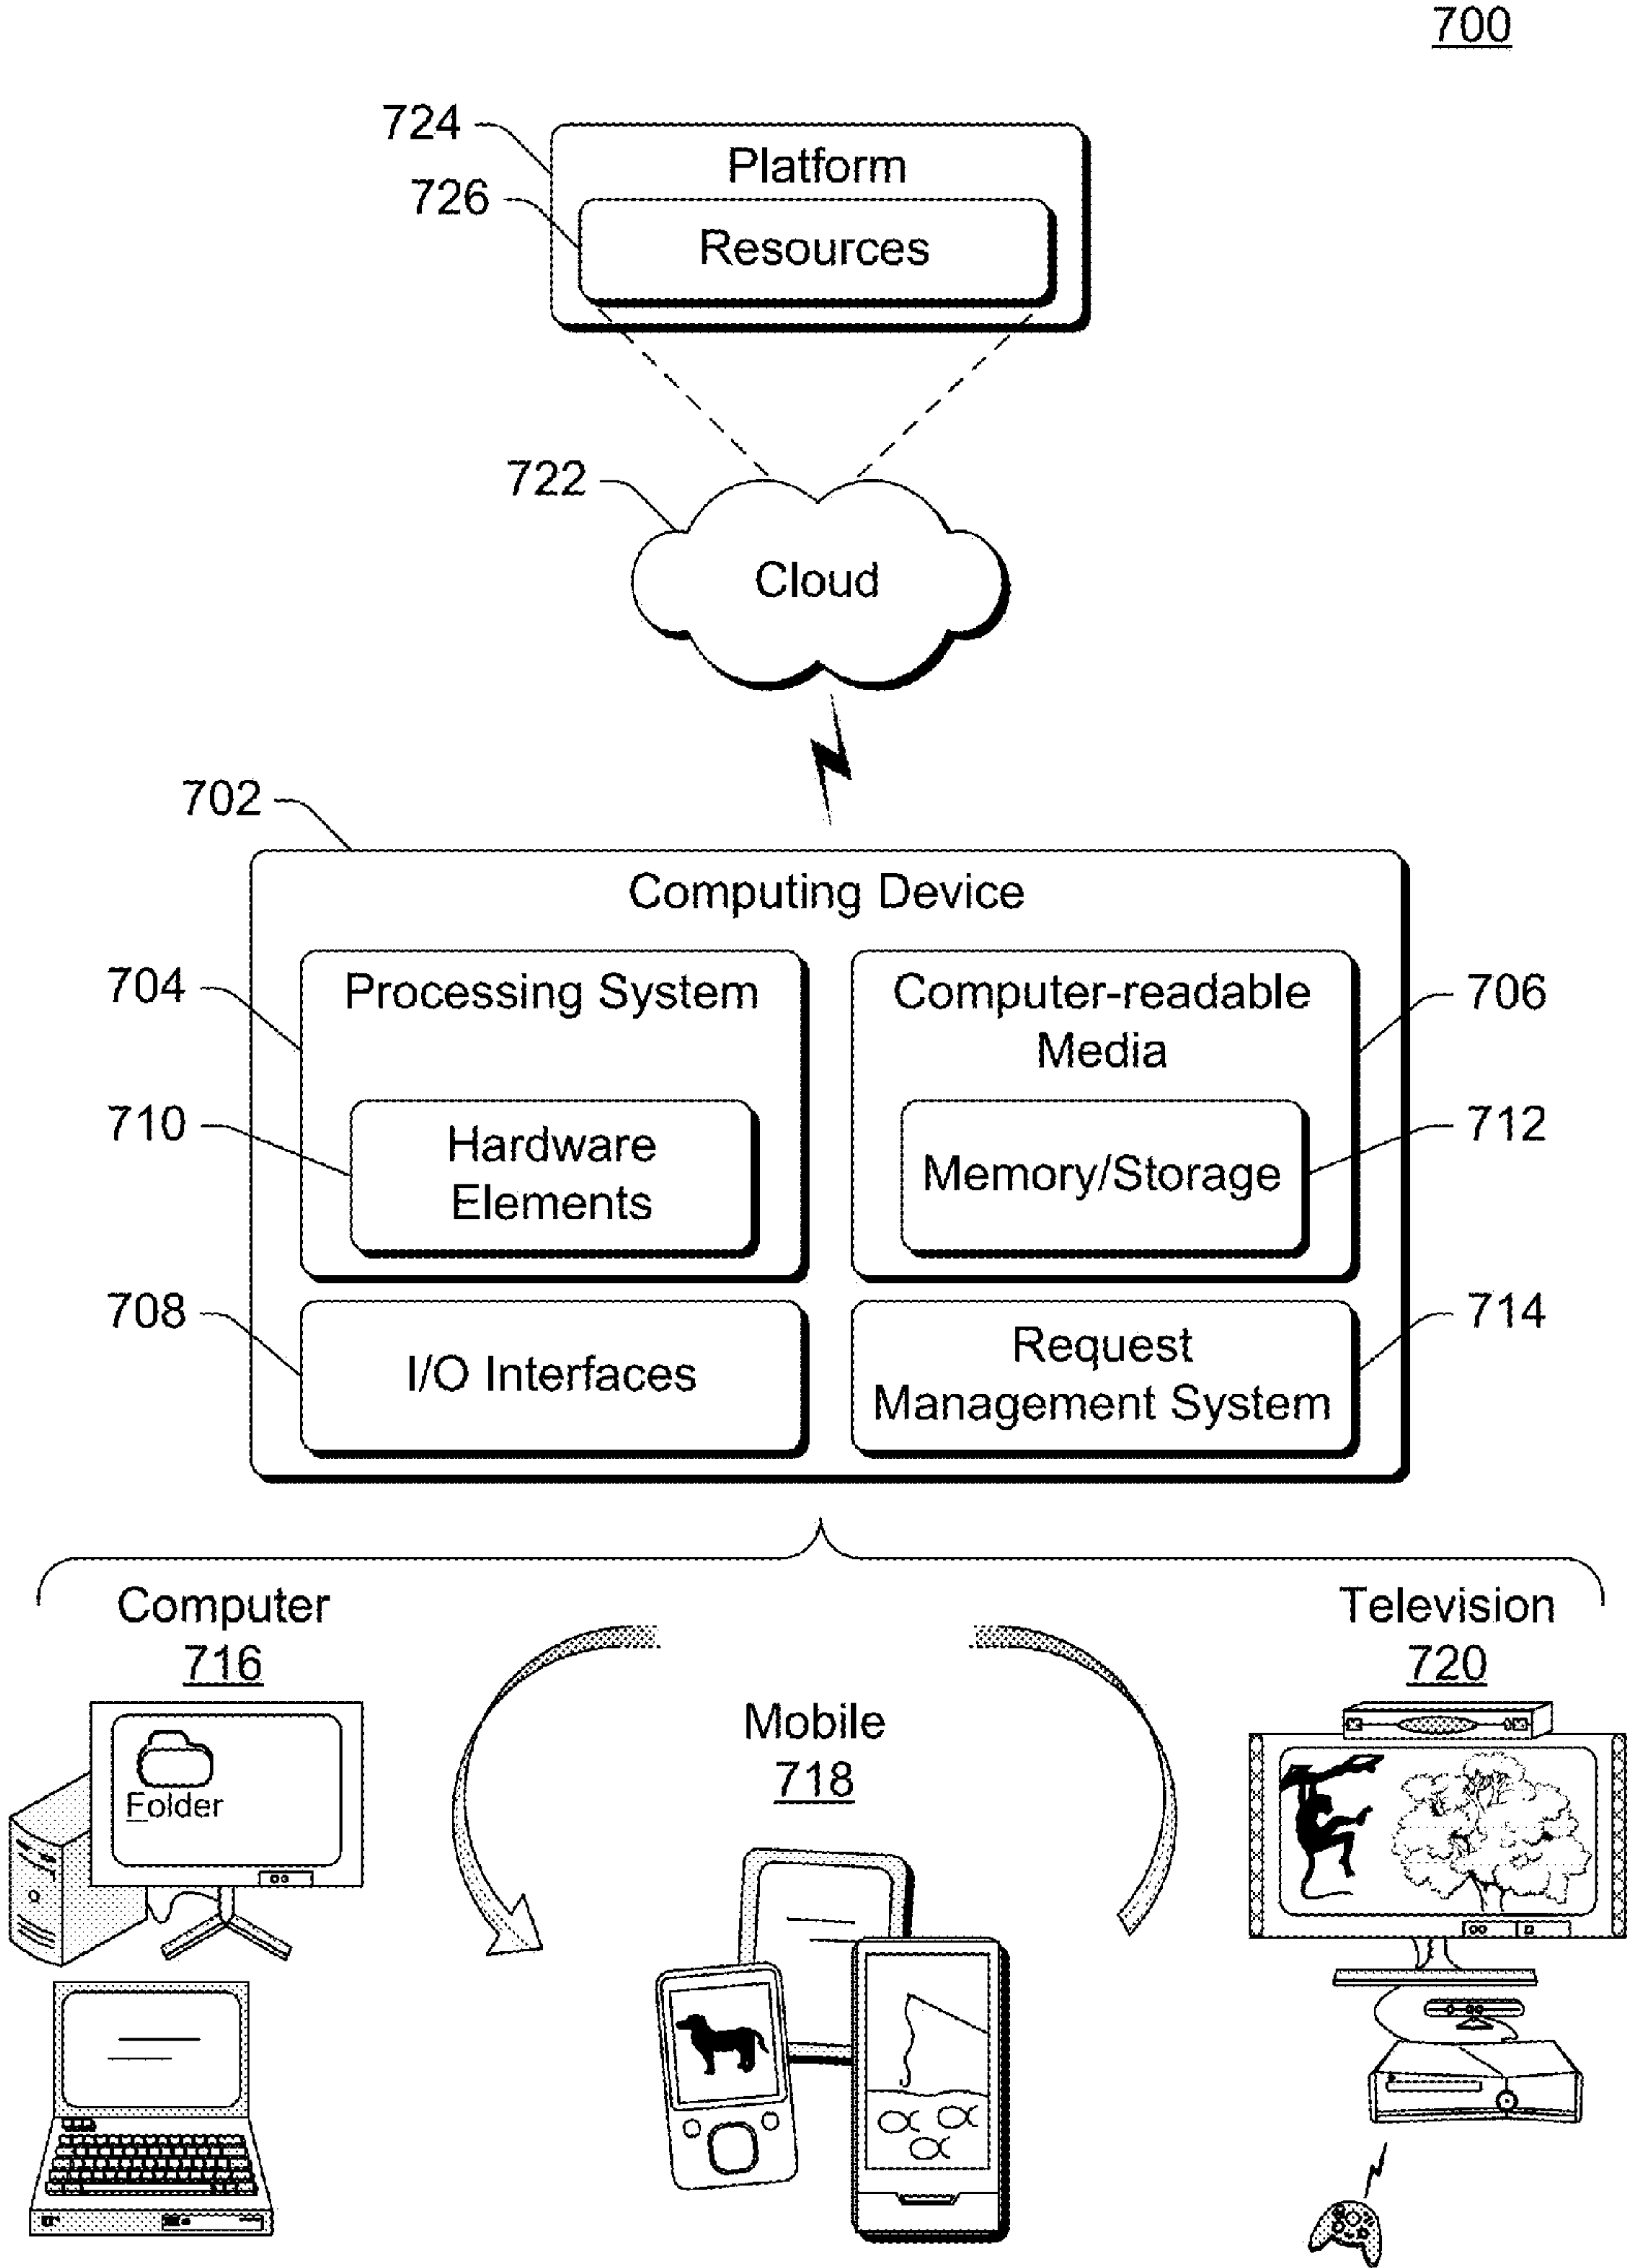 700
724
Platform
726
Resources
722
Cloud
702
Computing Device
704
Processing System
Computer-readable
Media
706
710
Hardware
Elements
Memory/Storage
712
708
I/O Interfaces
Request
Management System
714
Computer
716
Folder
Mobile
718
Television
720